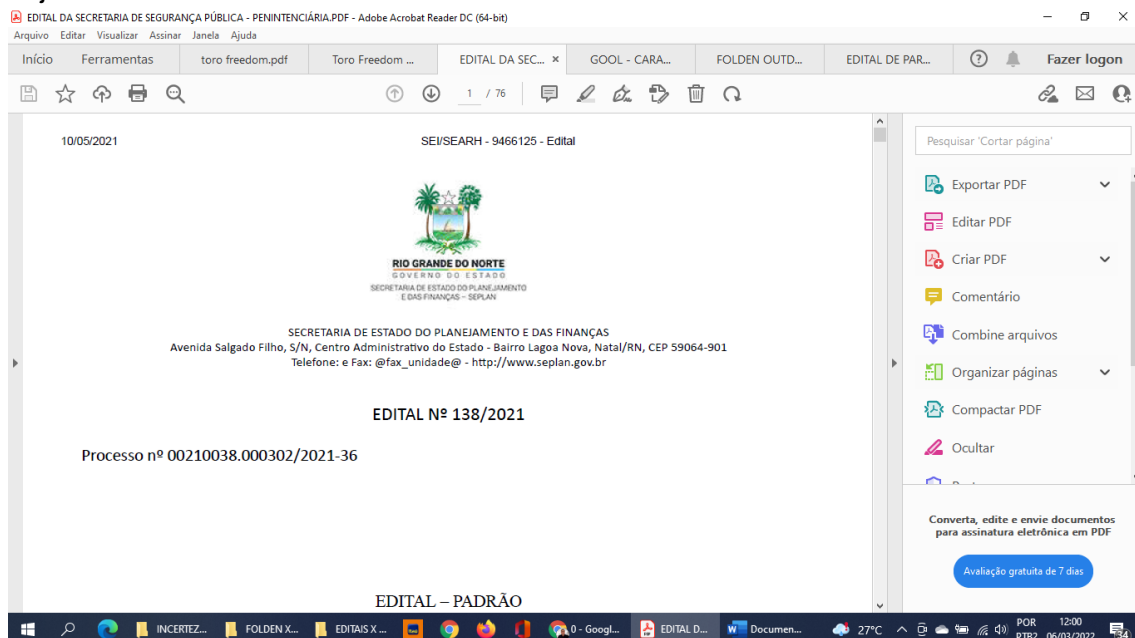 EDITAL DA SECRETARIA DE SEGURANÇA PÚBLICA - PENINTENCIÁRIA.PDF - Adobe Acrobat Reader DC (64-bit)
Arquivo Editar Visualizar Assinar Janela Ajuda
Início Ferramentas toro freedom.pdf Toro Freedom ... EDITAL DA SEC... × GOOL - CARA... FOLDEN OUTD... EDITAL DE PAR... Fazer logon
1 / 76
Pesquisar 'Cortar página'
Exportar PDF
Editar PDF
Criar PDF
Comentário
Combine arquivos
Organizar páginas
Compactar PDF
Ocultar
Converta, edite e envie documentos
para assinatura eletrônica em PDF
Avaliação gratuita de 7 dias
10/05/2021 SEI/SEARH - 9466125 - Edital
RIO GRANDE DO NORTE
GOVERNO DO ESTADO
SECRETARIA DE ESTADO DO PLANEJAMENTO
E DAS FINANÇAS – SEPLAN
SECRETARIA DE ESTADO DO PLANEJAMENTO E DAS FINANÇAS
Avenida Salgado Filho, S/N, Centro Administrativo do Estado - Bairro Lagoa Nova, Natal/RN, CEP 59064-901
Telefone: e Fax: @fax_unidade@ - http://www.seplan.gov.br
EDITAL Nº 138/2021
Processo nº 00210038.000302/2021-36
EDITAL – PADRÃO
INCERTEZ... FOLDEN X... EDITAIS X ... 0 - Googl... EDITAL D... Documen... 27°C POR 12:00
PTB2 06/03/2022